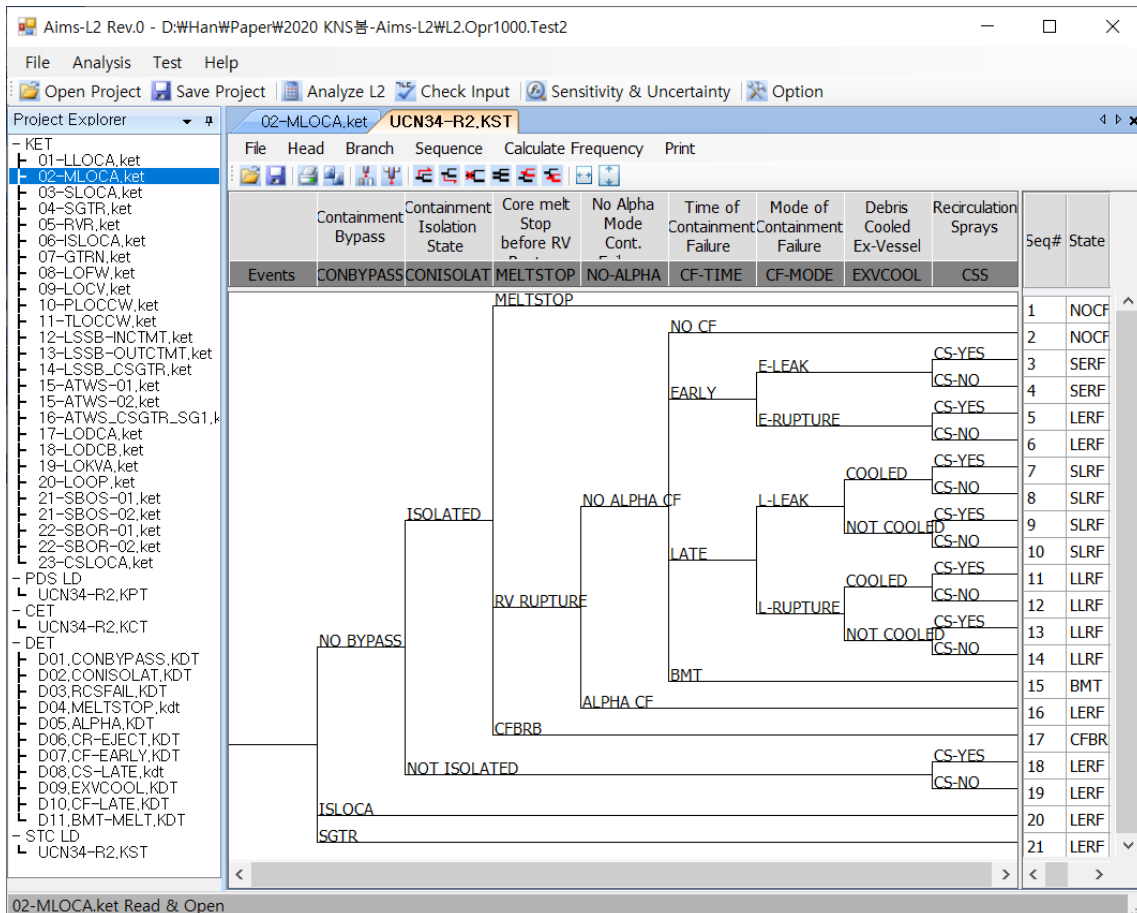 Aims-L2 Rev.0 - D:₩Han₩Paper₩2020 KNS봄-Aims-L2₩L2.Opr1000.Test2
File Analysis Test Help
Open Project Save Project Analyze L2 Check Input Sensitivity & Uncertainty Option
Project Explorer
KET
01-LLOCA.ket
02-MLOCA.ket
03-SLOCA.ket
04-SGTR.ket
05-RVR.ket
06-ISLOCA.ket
07-GTRN.ket
08-LOFW.ket
09-LOCV.ket
10-PLOCCW.ket
11-TLOCCW.ket
12-LSSB-INCTMT.ket
13-LSSB-OUTCTMT.ket
14-LSSB_CSGTR.ket
15-ATWS-01.ket
15-ATWS-02.ket
16-ATWS_CSGTR_SG1.k
17-LODCA.ket
18-LODCB.ket
19-LOKVA.ket
20-LOOP.ket
21-SBOS-01.ket
21-SBOS-02.ket
22-SBOR-01.ket
22-SBOR-02.ket
23-CSLOCA.ket
PDS LD
UCN34-R2.KPT
CET
UCN34-R2.KCT
DET
D01.CONBYPASS.KDT
D02.CONISOLAT.KDT
D03.RCSFAIL.KDT
D04.MELTSTOP.kdt
D05.ALPHA.KDT
D06.CR-EJECT.KDT
D07.CF-EARLY.KDT
D08.CS-LATE.kdt
D09.EXVCOOL.KDT
D10.CF-LATE.KDT
D11.BMT-MELT.KDT
STC LD
UCN34-R2.KST
02-MLOCA.ket UCN34-R2.KST
File Head Branch Sequence Calculate Frequency Print
Containment Bypass
Containment Isolation State
Core melt Stop before RV
No Alpha Mode Cont.
Time of Containment Failure
Mode of Containment Failure
Debris Cooled Ex-Vessel
Recirculation Sprays
Seq# State
Events CONBYPASS CONISOLAT MELTSTOP NO-ALPHA CF-TIME CF-MODE EXVCOOL CSS
MELTSTOP
1 NOCF
NO CF
2 NOCF
E-LEAK
CS-YES
3 SERF
CS-NO
4 SERF
EARLY
E-RUPTURE
CS-YES
5 LERF
CS-NO
6 LERF
COOLED
CS-YES
7 SLRF
CS-NO
8 SLRF
ISOLATED
NO ALPHA CF
L-LEAK
NOT COOLED
CS-YES
9 SLRF
CS-NO
10 SLRF
LATE
COOLED
CS-YES
11 LLRF
CS-NO
12 LLRF
RV RUPTURE
L-RUPTURE
NOT COOLED
CS-YES
13 LLRF
CS-NO
14 LLRF
NO BYPASS
BMT
15 BMT
ALPHA CF
16 LERF
CFBRB
17 CFBR
NOT ISOLATED
CS-YES
18 LERF
CS-NO
19 LERF
ISLOCA
20 LERF
SGTR
21 LERF
02-MLOCA.ket Read & Open